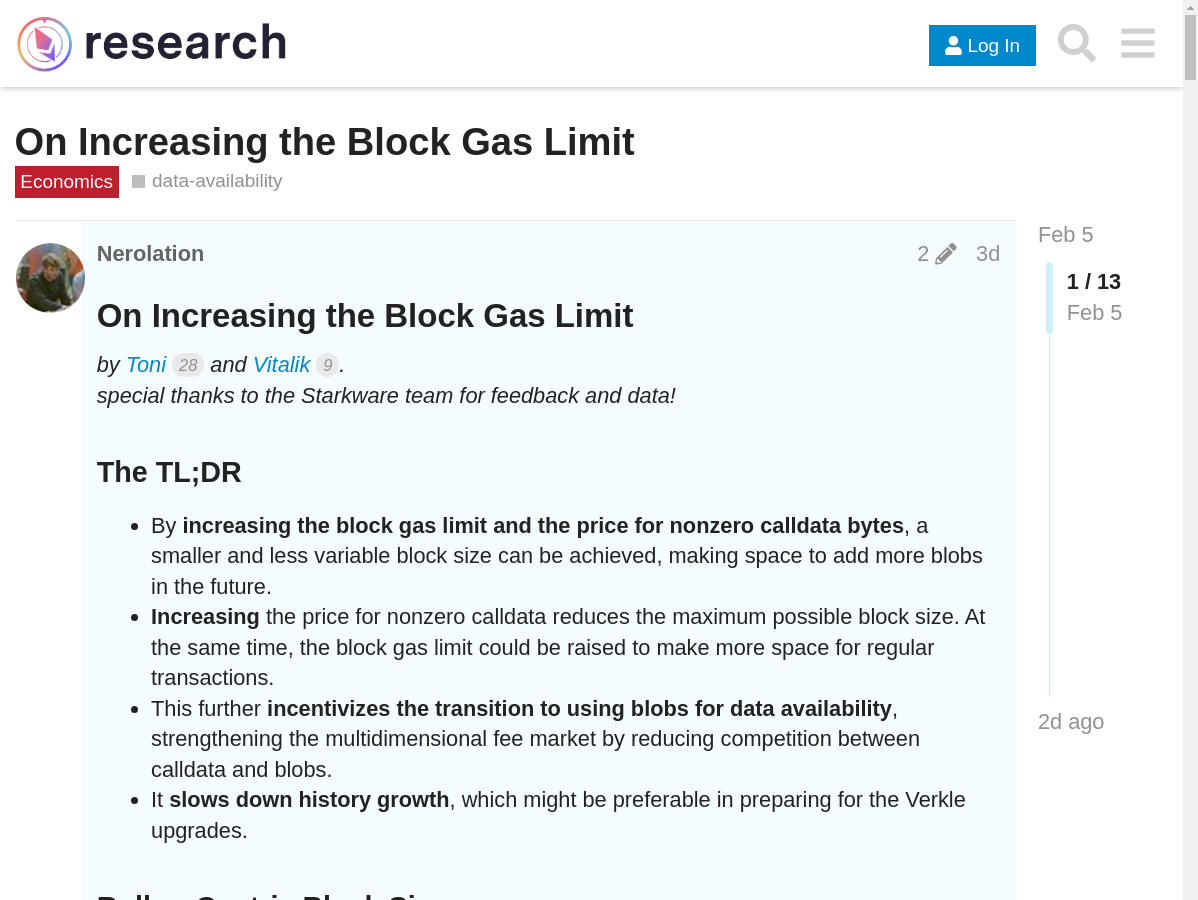 research
Log In
On Increasing the Block Gas Limit
Economics data-availability
Feb 5
Nerolation 2 3d
1 / 13
Feb 5
On Increasing the Block Gas Limit
by Toni 28 and Vitalik 9.
special thanks to the Starkware team for feedback and data!
The TL;DR
• By increasing the block gas limit and the price for nonzero calldata bytes, a
smaller and less variable block size can be achieved, making space to add more blobs
in the future.
• Increasing the price for nonzero calldata reduces the maximum possible block size. At
the same time, the block gas limit could be raised to make more space for regular
transactions.
• This further incentivizes the transition to using blobs for data availability,
strengthening the multidimensional fee market by reducing competition between
calldata and blobs.
• It slows down history growth, which might be preferable in preparing for the Verkle
upgrades.
2d ago